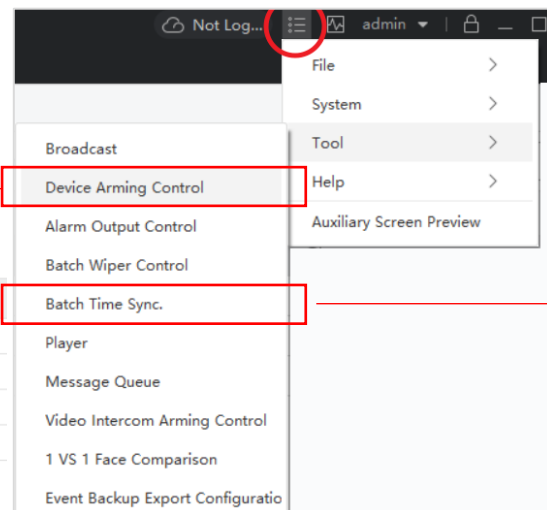 Not Log...
admin
File
System
Tool
Help
Auxiliary Screen Preview
Broadcast
Device Arming Control
Alarm Output Control
Batch Wiper Control
Batch Time Sync.
Player
Message Queue
Video Intercom Arming Control
1 VS 1 Face Comparison
Event Backup Export Configuratio